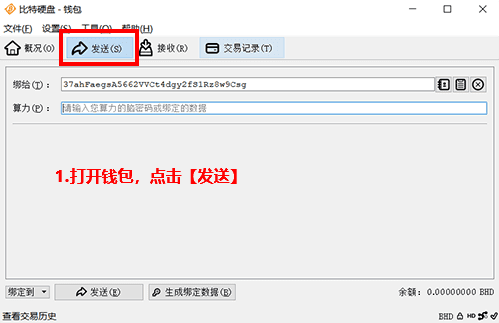 比特硬盘 - 钱包
文件(F) 设置(S) 工具(O) 帮助(H)
概况(O) 发送(S) 接收(R) 交易记录(T)
绑给(T)： 37ahFaegsA5662VVCt4dgy2fS1Rz8w9Csg
算力(P)： 请输入您算力的脑密码或绑定的数据
1.打开钱包，点击【发送】
绑定到 发送(E) 生成绑定数据(B) 余额： 0.00000000 BHD
查看交易历史 BHD HD